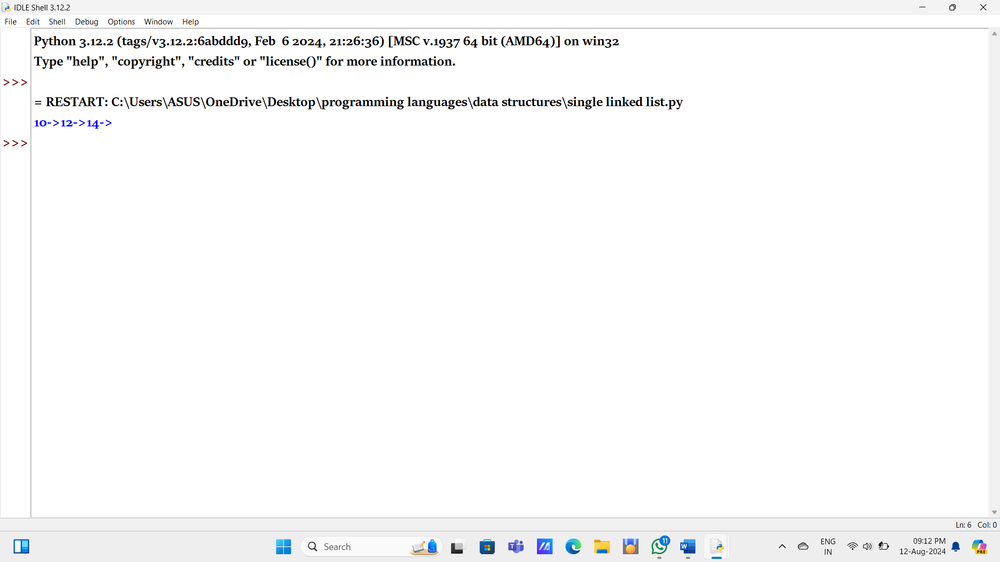 IDLE Shell 3.12.2
File Edit Shell Debug Options Window Help
Python 3.12.2 (tags/v3.12.2:6abddd9, Feb  6 2024, 21:26:36) [MSC v.1937 64 bit (AMD64)] on win32
Type "help", "copyright", "credits" or "license()" for more information.
>>>
= RESTART: C:\Users\ASUS\OneDrive\Desktop\programming languages\data structures\single linked list.py
10->12->14->
>>>
Ln: 6 Col: 0
Search
11
ENG
IN
09:12 PM
12-Aug-2024
PRE